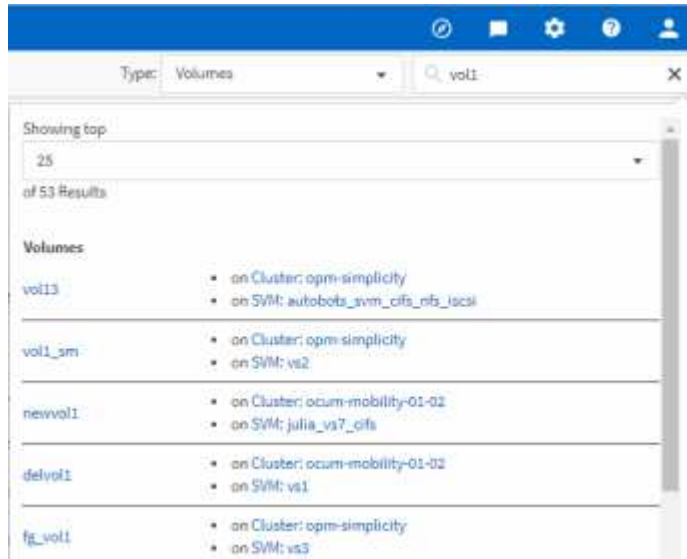 Type: Volumes vol1
Showing top
25
of 53 Results
Volumes
vol13
on Cluster: opm-simplicity
on SVM: autobots_svm_cifs_nfs_iscsi
vol1_sm
on Cluster: opm-simplicity
on SVM: vs2
newvol1
on Cluster: ocum-mobility-01-02
on SVM: julia_vs7_cifs
delvol1
on Cluster: ocum-mobility-01-02
on SVM: vs1
fg_vol1
on Cluster: opm-simplicity
on SVM: vs3